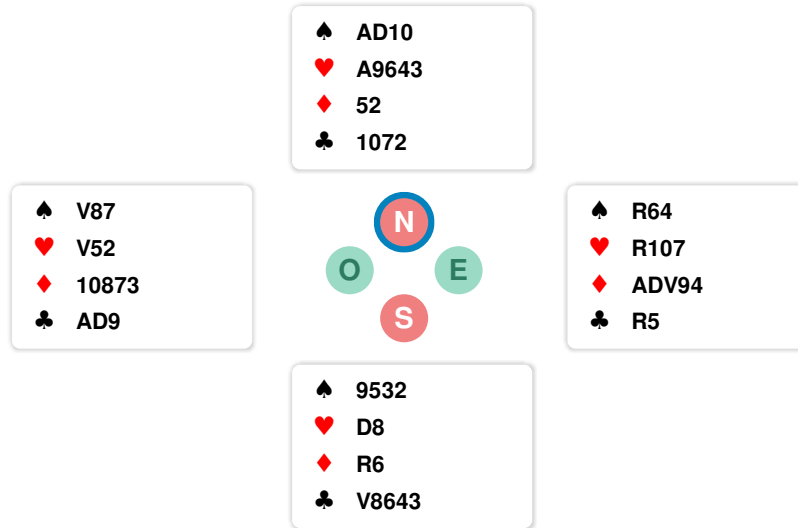 ♠ AD10
♥ A9643
♦ 52
♣ 1072
♠ V87
♥ V52
♦ 10873
♣ AD9
N
O E
S
♠ R64
♥ R107
♦ ADV94
♣ R5
♠ 9532
♥ D8
♦ R6
♣ V8643